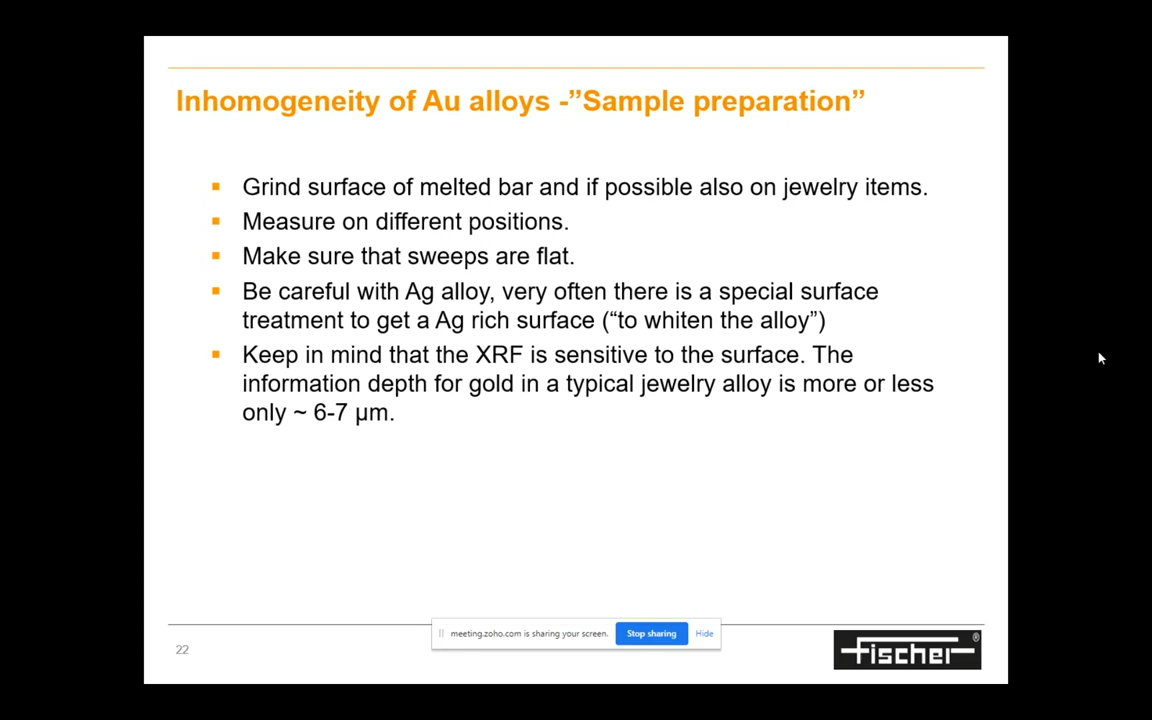 Inhomogeneity of Au alloys -”Sample preparation”
Grind surface of melted bar and if possible also on jewelry items.
Measure on different positions.
Make sure that sweeps are flat.
Be careful with Ag alloy, very often there is a special surface
treatment to get a Ag rich surface (“to whiten the alloy”)
Keep in mind that the XRF is sensitive to the surface. The
information depth for gold in a typical jewelry alloy is more or less
only ~ 6-7 µm.
meeting.zoho.com is sharing your screen. Stop sharing Hide
22
fischer®